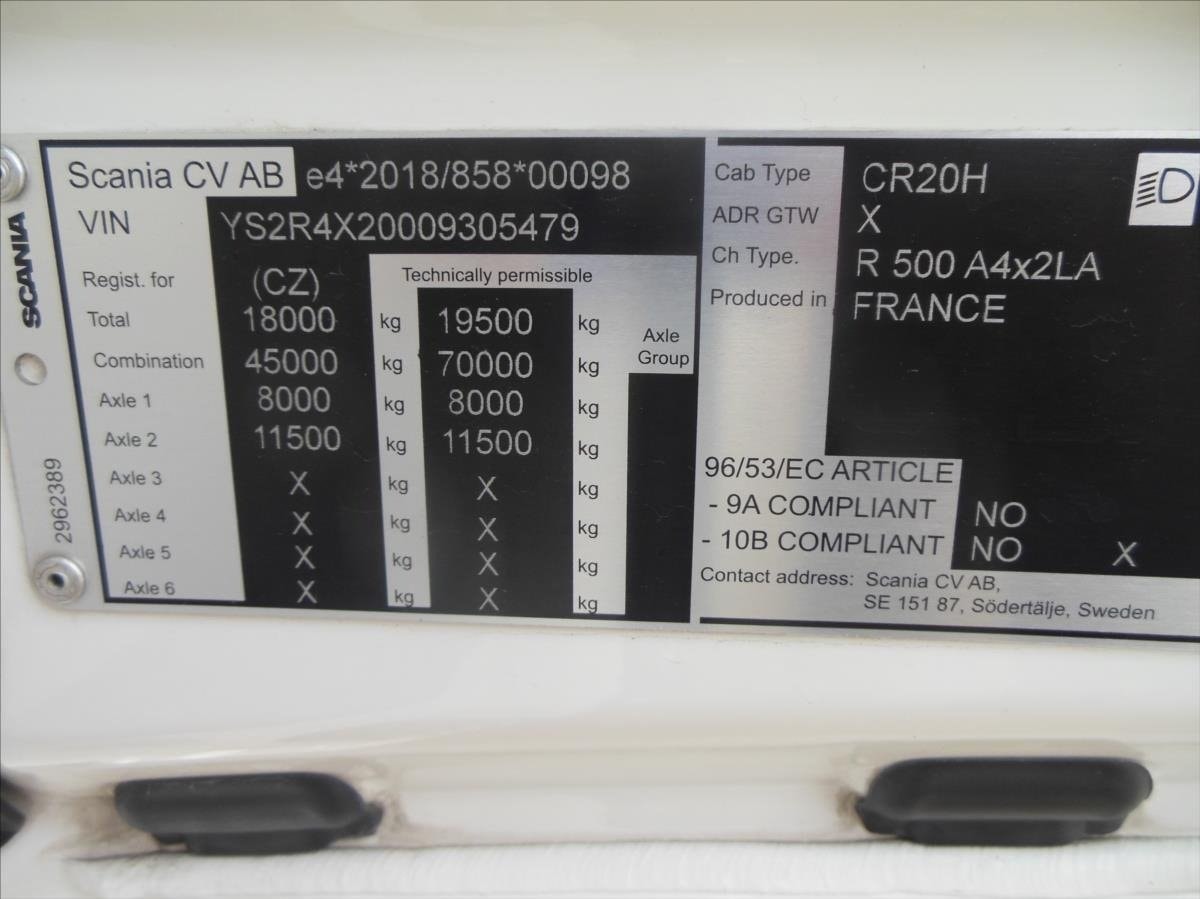 SCANIA
2962389
Scania CV AB e4*2018/858*00098
VIN YS2R4X20009305479
Regist. for (CZ) Technically permissible
Total 18000 kg 19500 kg Axle
Group
Combination 45000 kg 70000 kg
Axle 1 8000 kg 8000 kg
Axle 2 11500 kg 11500 kg
Axle 3 X kg X kg
Axle 4 X kg X kg
Axle 5 X kg X kg
Axle 6 X kg X kg
Cab Type CR20H
ADR GTW X
Ch Type. R 500 A4x2LA
Produced in FRANCE
96/53/EC ARTICLE
- 9A COMPLIANT NO
- 10B COMPLIANT NO X
Contact address: Scania CV AB,
SE 151 87, Södertälje, Sweden